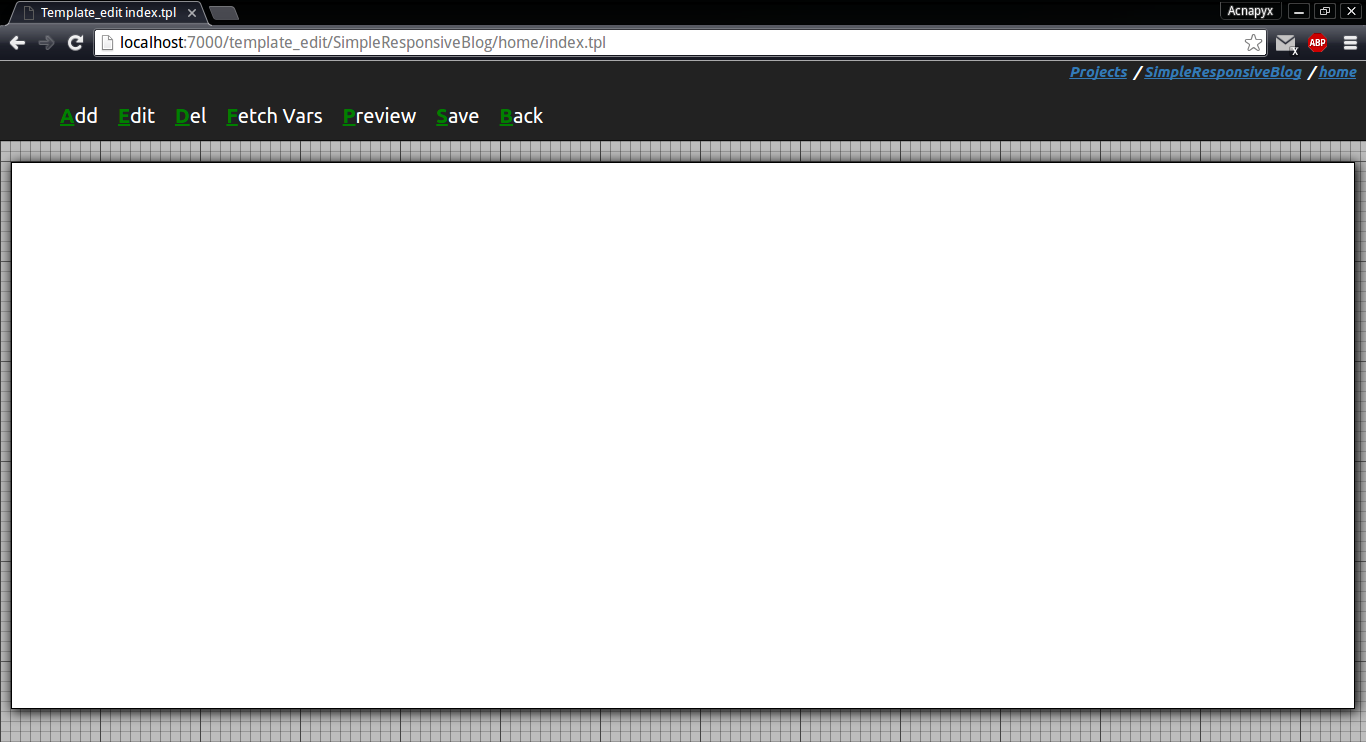 Template_edit index.tpl
Acnapyx
localhost:7000/template_edit/SimpleResponsiveBlog/home/index.tpl
x
ABP
Projects / SimpleResponsiveBlog / home
Add Edit Del Fetch Vars Preview Save Back